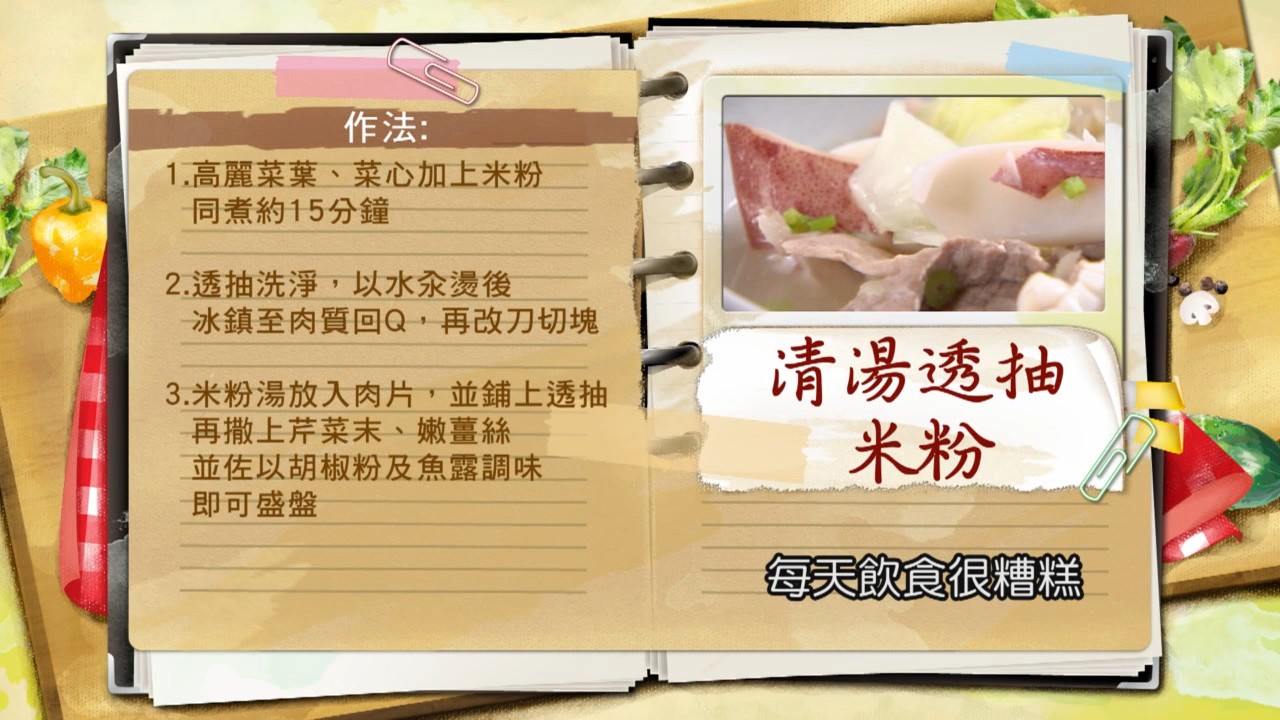 作法:
1.高麗菜葉、菜心加上米粉
同煮約15分鐘
2.透抽洗淨，以水汆燙後
冰鎮至肉質回Q，再改刀切塊
3.米粉湯放入肉片，並鋪上透抽
再撒上芹菜末、嫩薑絲
並佐以胡椒粉及魚露調味
即可盛盤
清湯透抽
米粉
每天飲食很糟糕